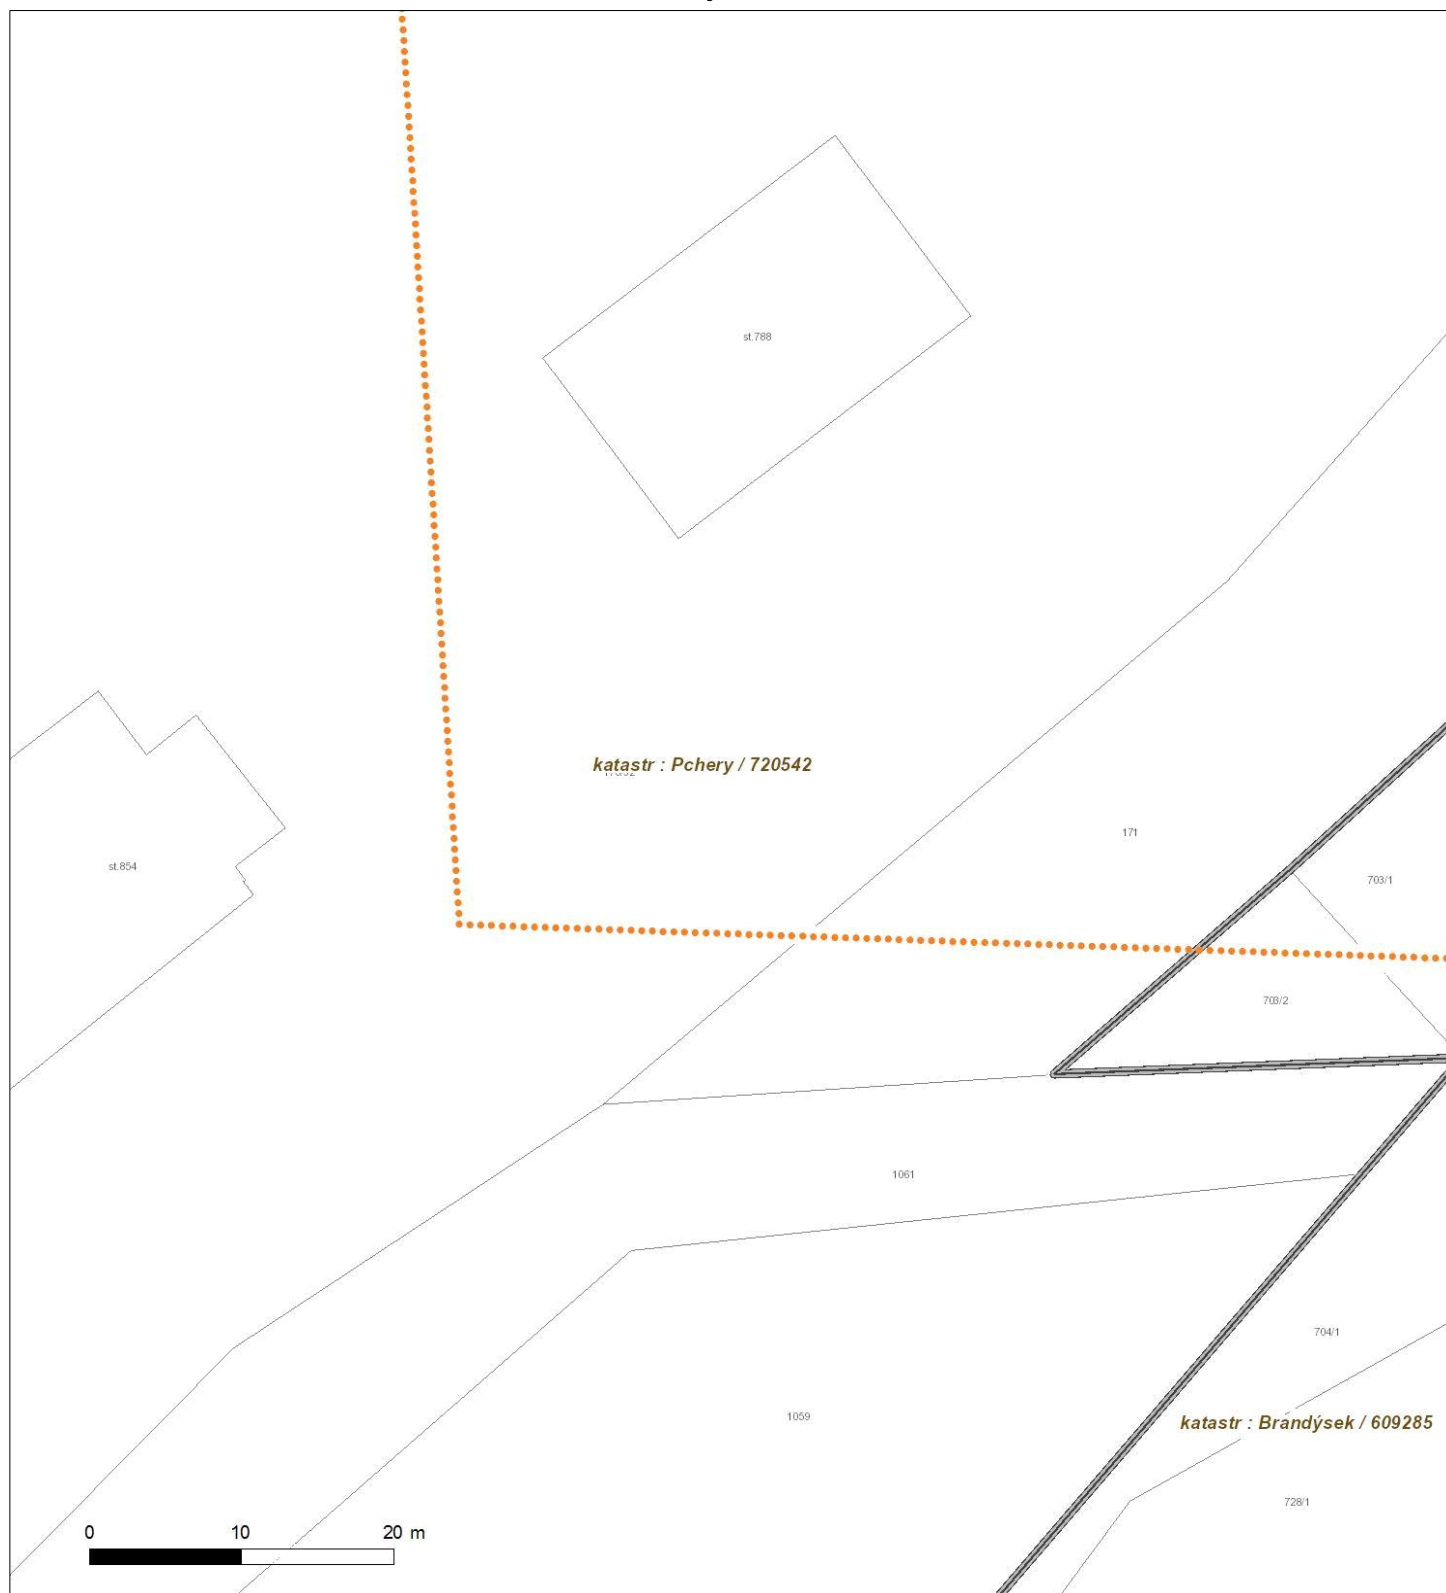 st.788
katastr : Pchery / 720542
171
st.854
703/1
703/2
1061
704/1
1059
katastr : Brandýsek / 609285
728/1
0 10 20 m